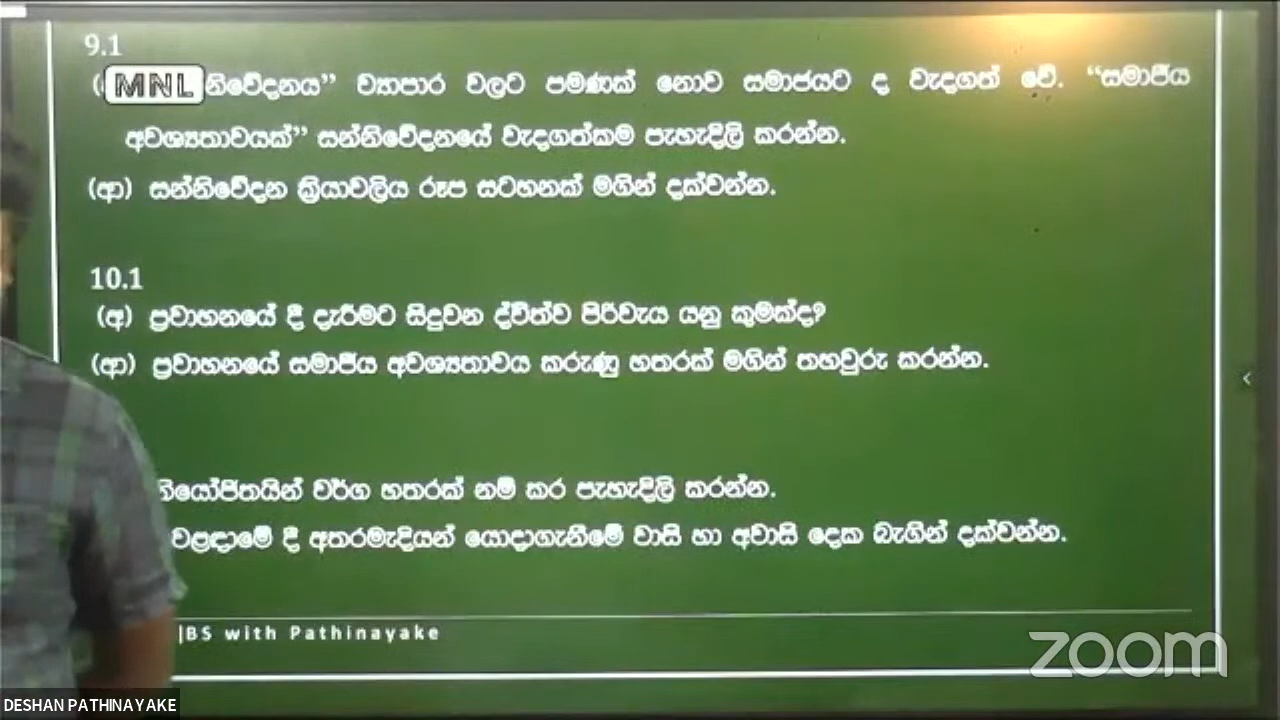 9.1
( MNL නිවේදනය” ව්‍යාපාර වලට පමණක් නොව සමාජයට ද වැදගත් වේ. “සමාජීය
අවශ්‍යතාවයක්” සන්නිවේදනයේ වැදගත්කම පැහැදිලි කරන්න.
(ආ) සන්නිවේදන ක්‍රියාවලිය රූප සටහනක් මගින් දක්වන්න.
10.1
(අ) ප්‍රවාහනයේ දී දැරීමට සිදුවන ද්විත්ව පිරිවැය යනු කුමක්ද?
(ආ) ප්‍රවාහනයේ සමාජීය අවශ්‍යතාවය කරුණු හතරක් මගින් තහවුරු කරන්න.
නියෝජිතයින් වර්ග හතරක් නම් කර පැහැදිලි කරන්න.
වළඳාමේ දී අතරමැදියන් යොදාගැනීමේ වාසි හා අවාසි දෙක බැගින් දක්වන්න.
|BS with Pathinayake
zoom
DESHAN PATHINAYAKE